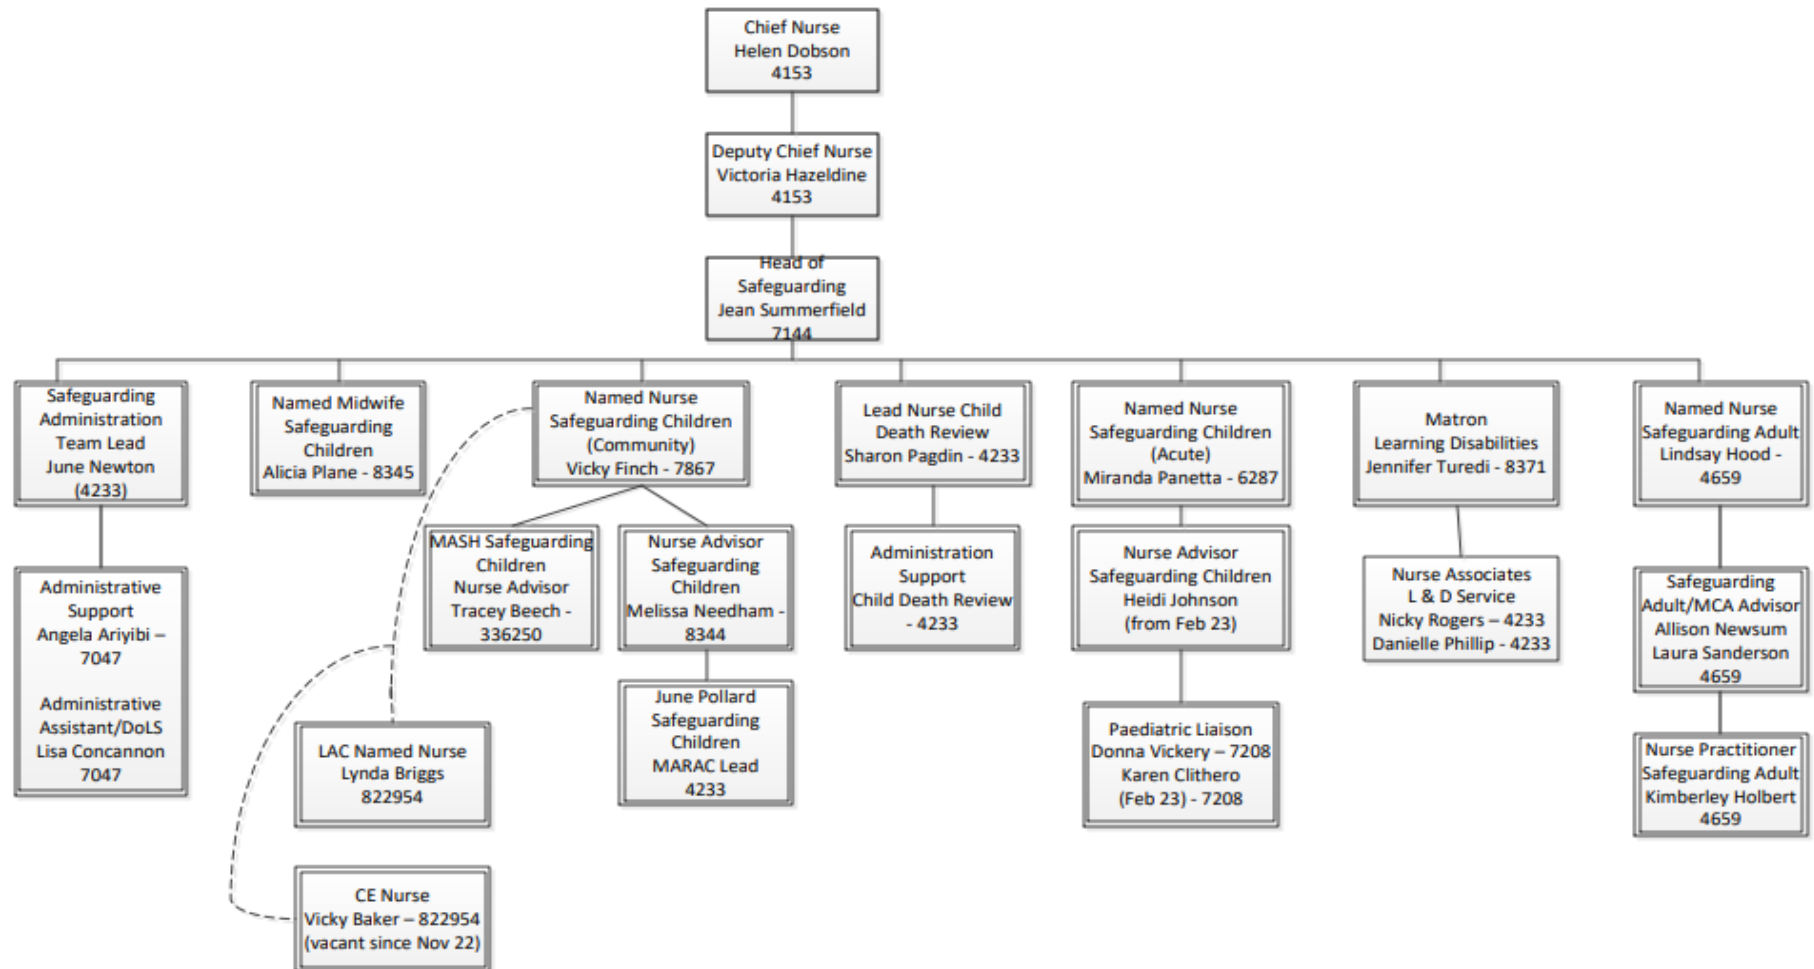 Chief Nurse
Helen Dobson
4153
Deputy Chief Nurse
Victoria Hazeldine
4153
Head of
Safeguarding
Jean Summerfield
7144
Safeguarding
Administration
Team Lead
June Newton
(4233)
Named Midwife
Safeguarding
Children
Alicia Plane - 8345
Named Nurse
Safeguarding Children
(Community)
Vicky Finch - 7867
Lead Nurse Child
Death Review
Sharon Pagdin - 4233
Named Nurse
Safeguarding Children
(Acute)
Miranda Panetta - 6287
Matron
Learning Disabilities
Jennifer Turedi - 8371
Named Nurse
Safeguarding Adult
Lindsay Hood -
4659
Administrative
Support
Angela Ariyibi –
7047
Administrative
Assistant/DoLS
Lisa Concannon
7047
MASH Safeguarding
Children
Nurse Advisor
Tracey Beech -
336250
Nurse Advisor
Safeguarding
Children
Melissa Needham -
8344
Administration
Support
Child Death Review
- 4233
Nurse Advisor
Safeguarding Children
Heidi Johnson
(from Feb 23)
Nurse Associates
L & D Service
Nicky Rogers – 4233
Danielle Phillip - 4233
Safeguarding
Adult/MCA Advisor
Allison Newsum
Laura Sanderson
4659
June Pollard
Safeguarding
Children
MARAC Lead
4233
Paediatric Liaison
Donna Vickery – 7208
Karen Clithero
(Feb 23) - 7208
Nurse Practitioner
Safeguarding Adult
Kimberley Holbert
4659
LAC Named Nurse
Lynda Briggs
822954
CE Nurse
Vicky Baker – 822954
(vacant since Nov 22)